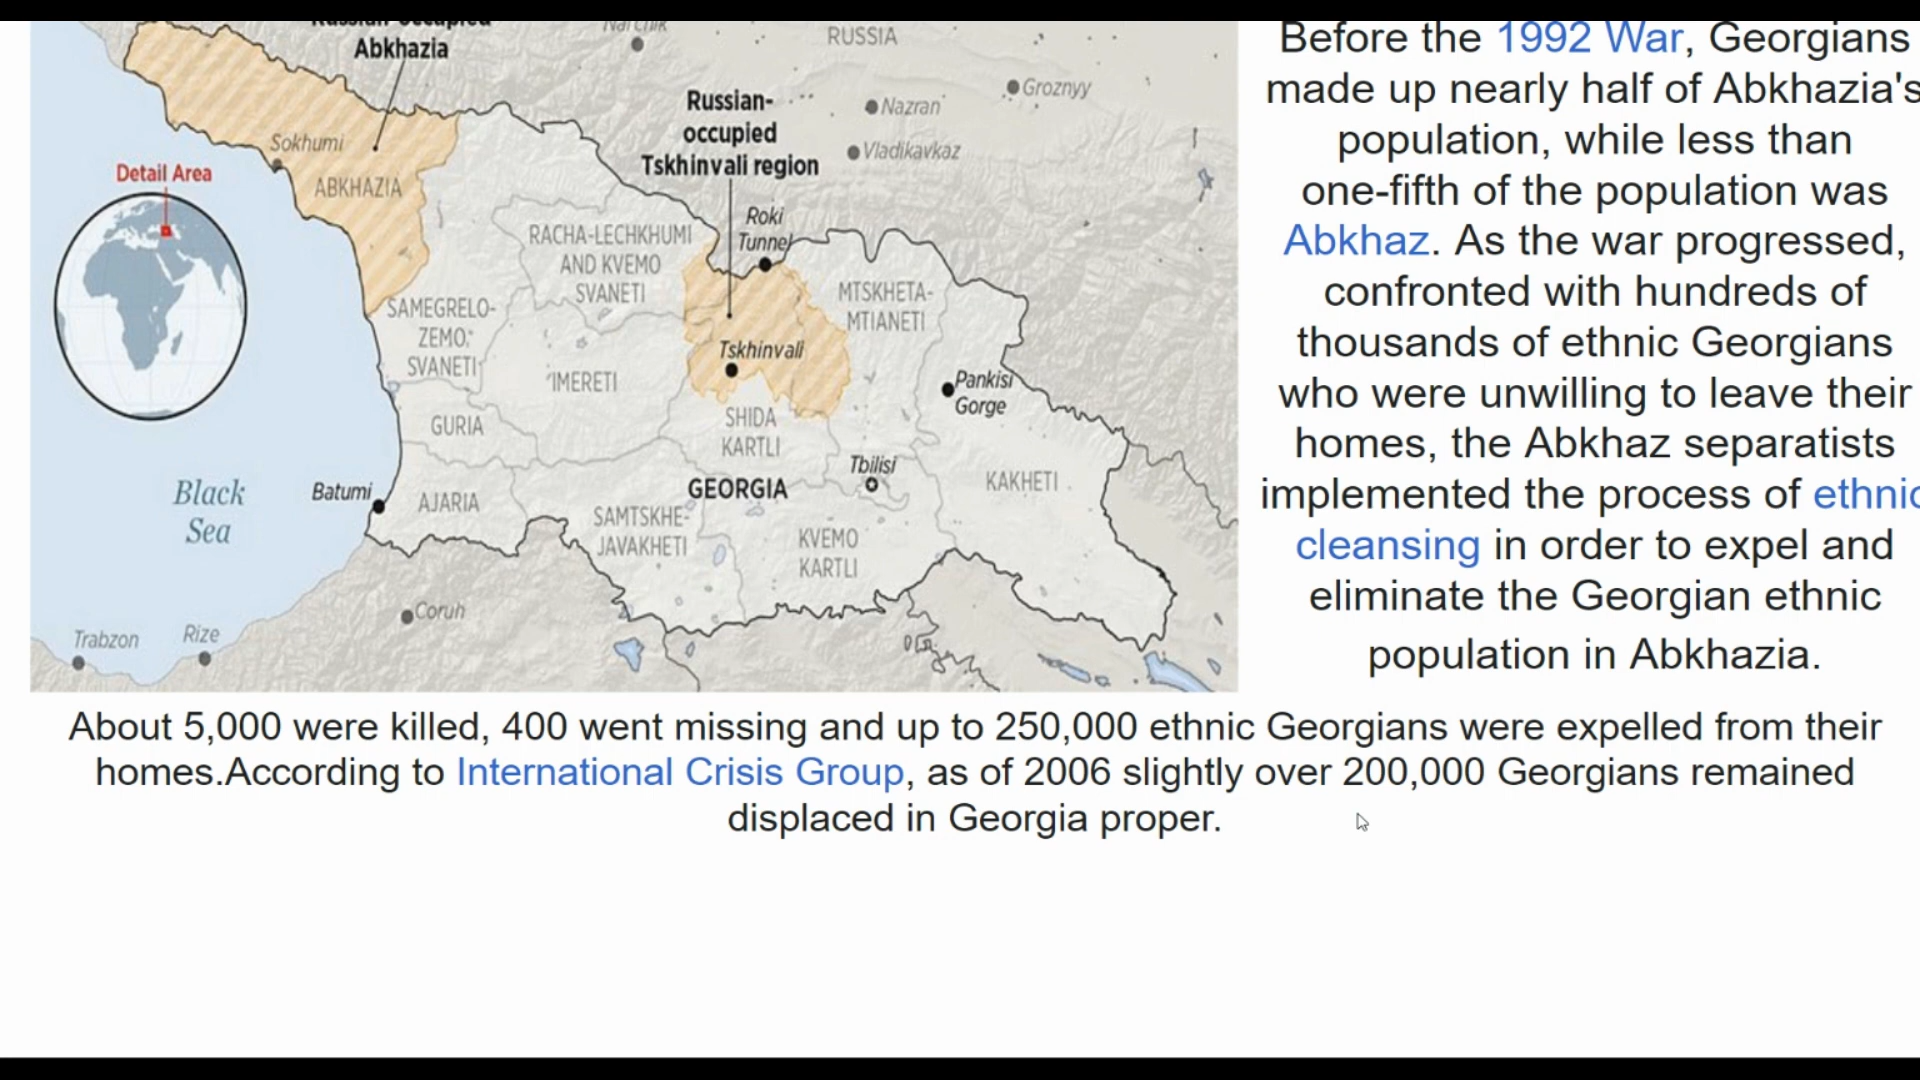 Russian-occupied
Abkhazia
Nalchik
RUSSIA
Groznyy
Nazran
Vladikavkaz
Russian-
occupied
Tskhinvali region
Sokhumi
Detail Area
ABKHAZIA
Roki
Tunnel
RACHA-LECHKHUMI
AND KVEMO
SVANETI
MTSKHETA-
MTIANETI
SAMEGRELO-
ZEMO
SVANETI
Tskhinvali
IMERETI
Pankisi
Gorge
SHIDA
KARTLI
GURIA
Tbilisi
KAKHETI
GEORGIA
Black
Sea
Batumi
AJARIA
SAMTSKHE-
JAVAKHETI
KVEMO
KARTLI
Coruh
Trabzon
Rize
Before the 1992 War, Georgians
made up nearly half of Abkhazia's
population, while less than
one-fifth of the population was
Abkhaz. As the war progressed,
confronted with hundreds of
thousands of ethnic Georgians
who were unwilling to leave their
homes, the Abkhaz separatists
implemented the process of ethnic
cleansing in order to expel and
eliminate the Georgian ethnic
population in Abkhazia.
About 5,000 were killed, 400 went missing and up to 250,000 ethnic Georgians were expelled from their
homes.According to International Crisis Group, as of 2006 slightly over 200,000 Georgians remained
displaced in Georgia proper.